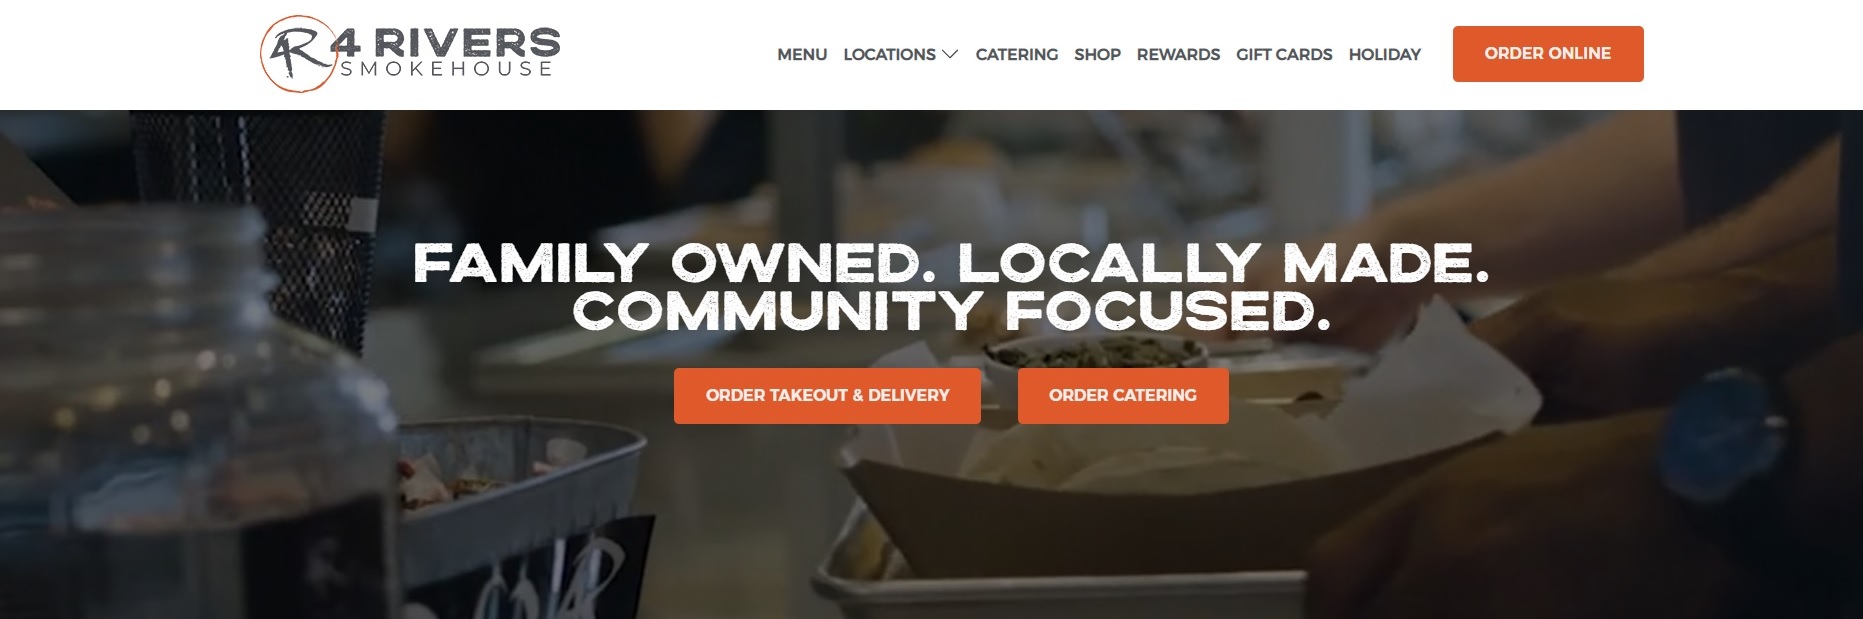 4R 4 RIVERS
SMOKEHOUSE
MENU LOCATIONS CATERING SHOP REWARDS GIFT CARDS HOLIDAY ORDER ONLINE
FAMILY OWNED. LOCALLY MADE.
COMMUNITY FOCUSED.
ORDER TAKEOUT & DELIVERY ORDER CATERING
4R